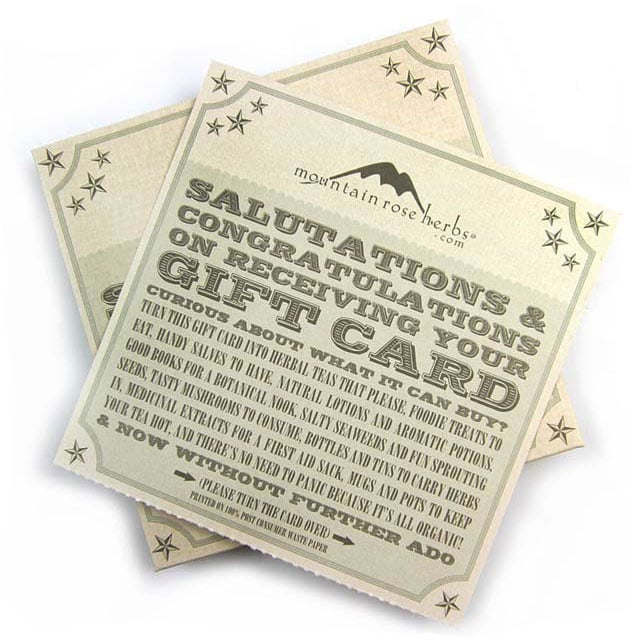 mountain rose herbs®
.com
SALUTATIONS &
CONGRATULATIONS
ON RECEIVING YOUR
GIFT CARD
CURIOUS ABOUT WHAT IT CAN BUY?
TURN THIS GIFT CARD INTO HERBAL TEAS THAT PLEASE, FOODIE TREATS TO
EAT, HANDY SALVES TO HAVE, NATURAL LOTIONS AND AROMATIC POTIONS,
GOOD BOOKS FOR A BOTANICAL NOOK, SALTY SEAWEEDS AND FUN SPROUTING
SEEDS, TASTY MUSHROOMS TO CONSUME, BOTTLES AND TINS TO CARRY HERBS
IN, MEDICINAL EXTRACTS FOR A FIRST AID SACK, MUGS AND POTS TO KEEP
YOUR TEA HOT, AND THERE'S NO NEED TO PANIC BECAUSE IT'S ALL ORGANIC!
& NOW WITHOUT FURTHER ADO
(PLEASE TURN THE CARD OVER)
PRINTED ON 100% POST CONSUMER WASTE PAPER